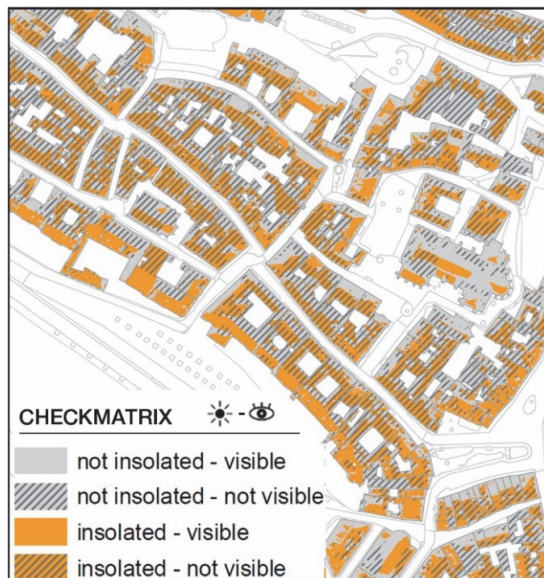 CHECKMATRIX
not insolated - visible
not insolated - not visible
insolated - visible
insolated - not visible